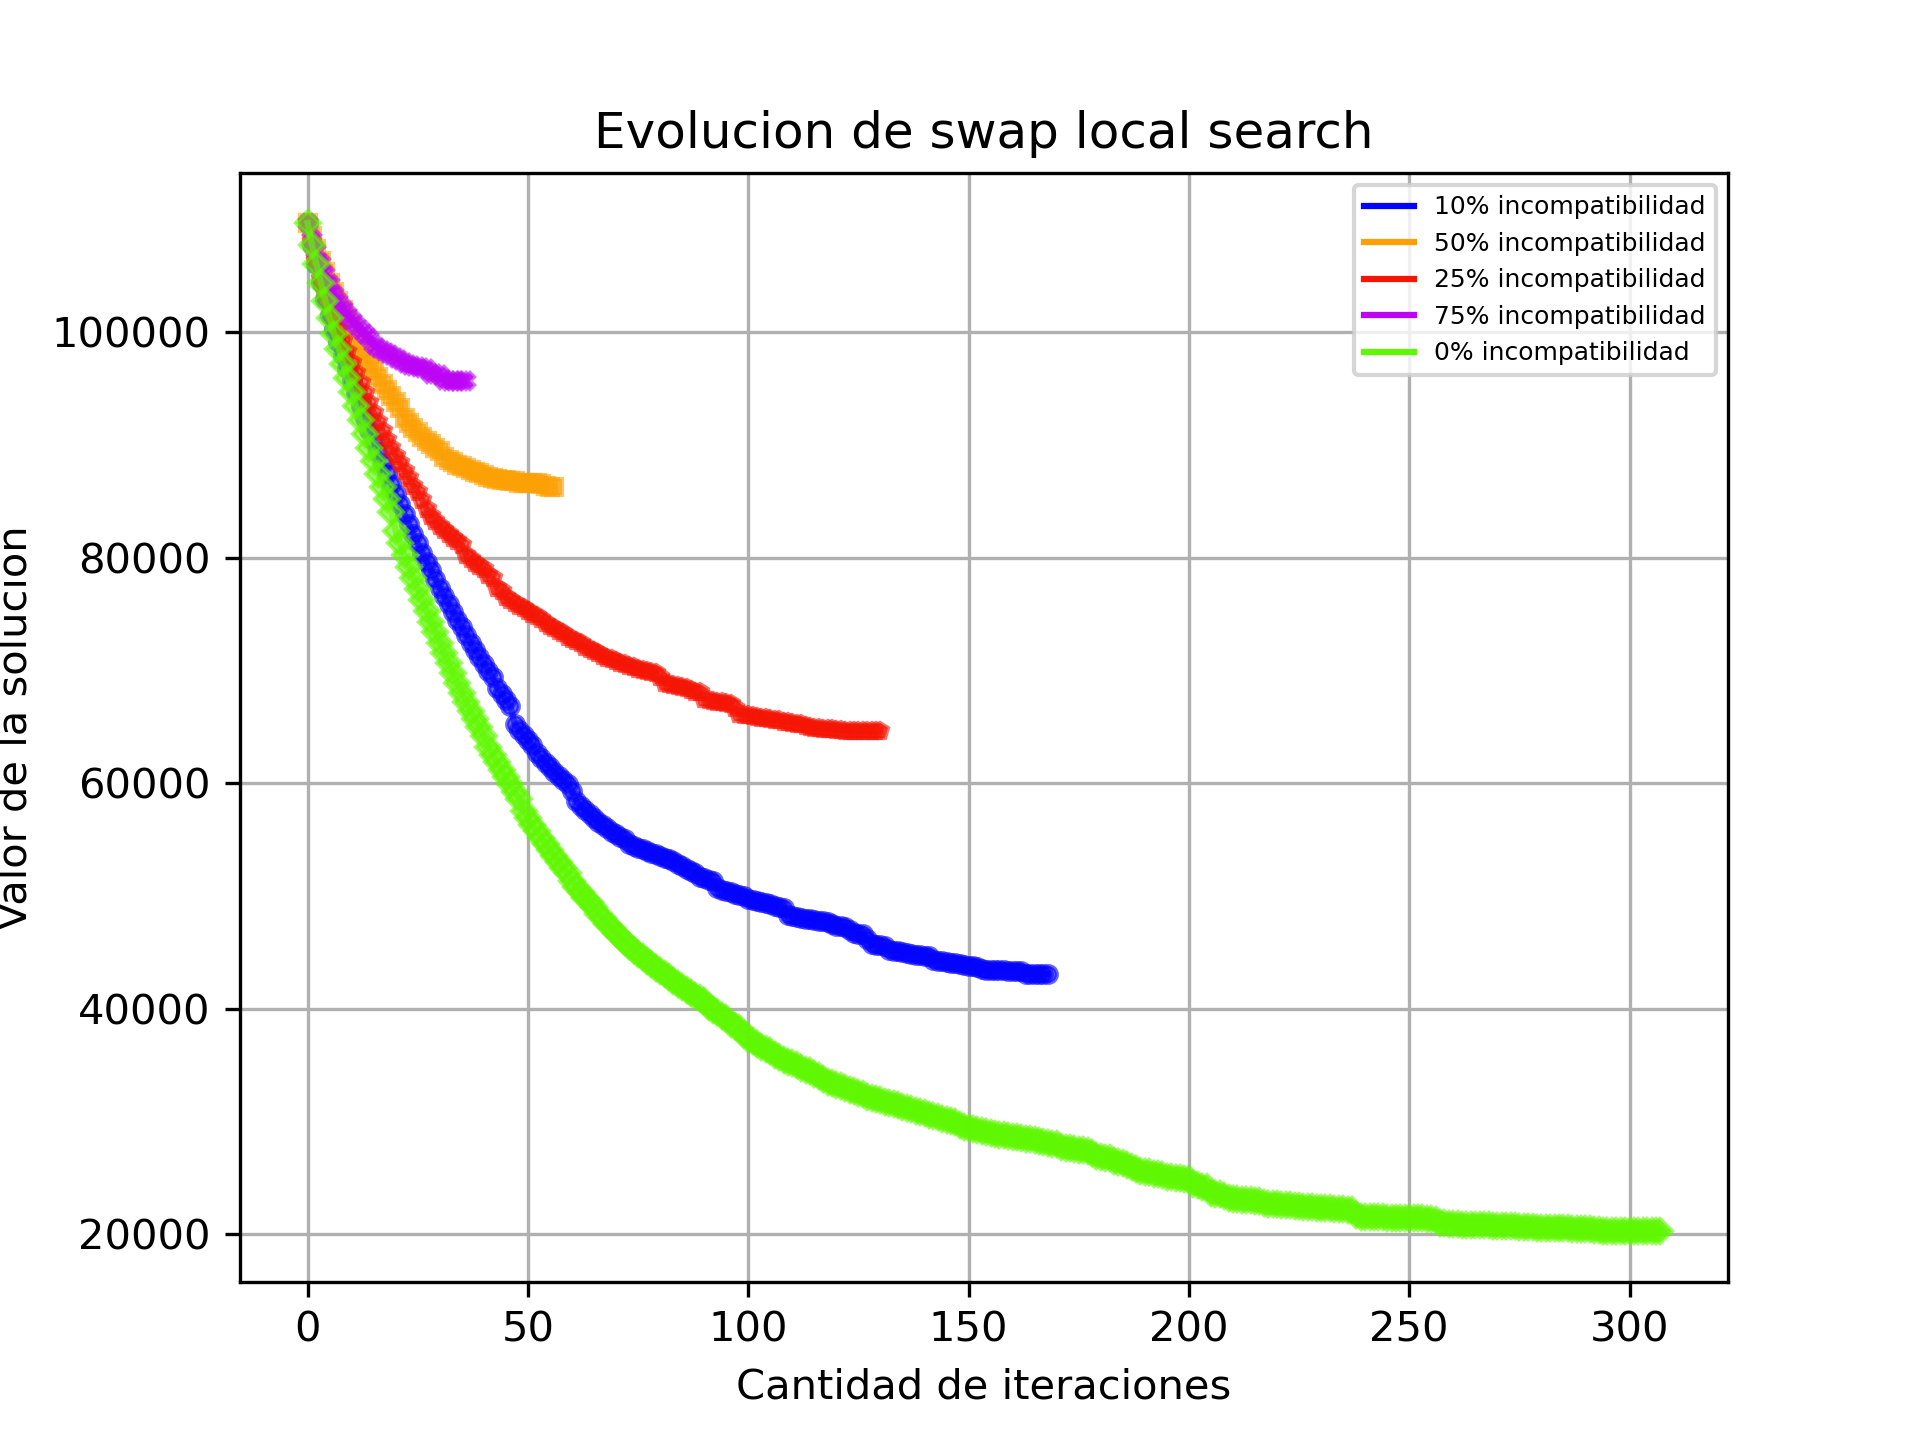 Evolucion de swap local search
10% incompatibilidad
50% incompatibilidad
25% incompatibilidad
75% incompatibilidad
0% incompatibilidad
Valor de la solucion
100000
80000
60000
40000
20000
0 50 100 150 200 250 300
Cantidad de iteraciones